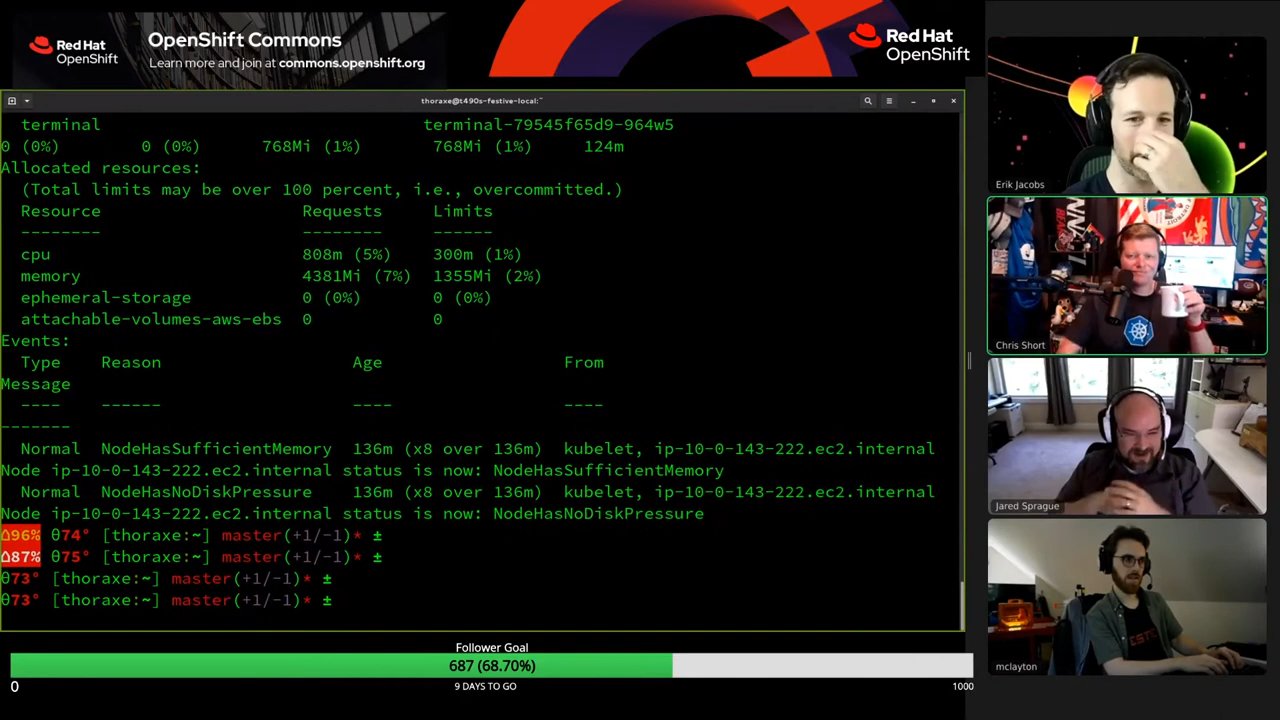 Red Hat
OpenShift
OpenShift Commons
Learn more and join at commons.openshift.org
Red Hat
OpenShift
thoraxe@t490s-festive-local:~
terminal terminal-79545f65d9-964w5
0 (0%) 0 (0%) 768Mi (1%) 768Mi (1%) 124m
Allocated resources:
(Total limits may be over 100 percent, i.e., overcommitted.)
Resource Requests Limits
-------- -------- ------
cpu 808m (5%) 300m (1%)
memory 4381Mi (7%) 1355Mi (2%)
ephemeral-storage 0 (0%) 0 (0%)
attachable-volumes-aws-ebs 0 0
Events:
Type Reason Age From
Message
---- ------ ---- ----
-------
Normal NodeHasSufficientMemory 136m (x8 over 136m) kubelet, ip-10-0-143-222.ec2.internal
Node ip-10-0-143-222.ec2.internal status is now: NodeHasSufficientMemory
Normal NodeHasNoDiskPressure 136m (x8 over 136m) kubelet, ip-10-0-143-222.ec2.internal
Node ip-10-0-143-222.ec2.internal status is now: NodeHasNoDiskPressure
Δ96% θ74° [thoraxe:~] master(+1/-1)* ±
Δ87% θ75° [thoraxe:~] master(+1/-1)* ±
θ73° [thoraxe:~] master(+1/-1)* ±
θ73° [thoraxe:~] master(+1/-1)* ±
Erik Jacobs
Chris Short
Jared Sprague
mclayton
Follower Goal
687 (68.70%)
0 9 DAYS TO GO 1000